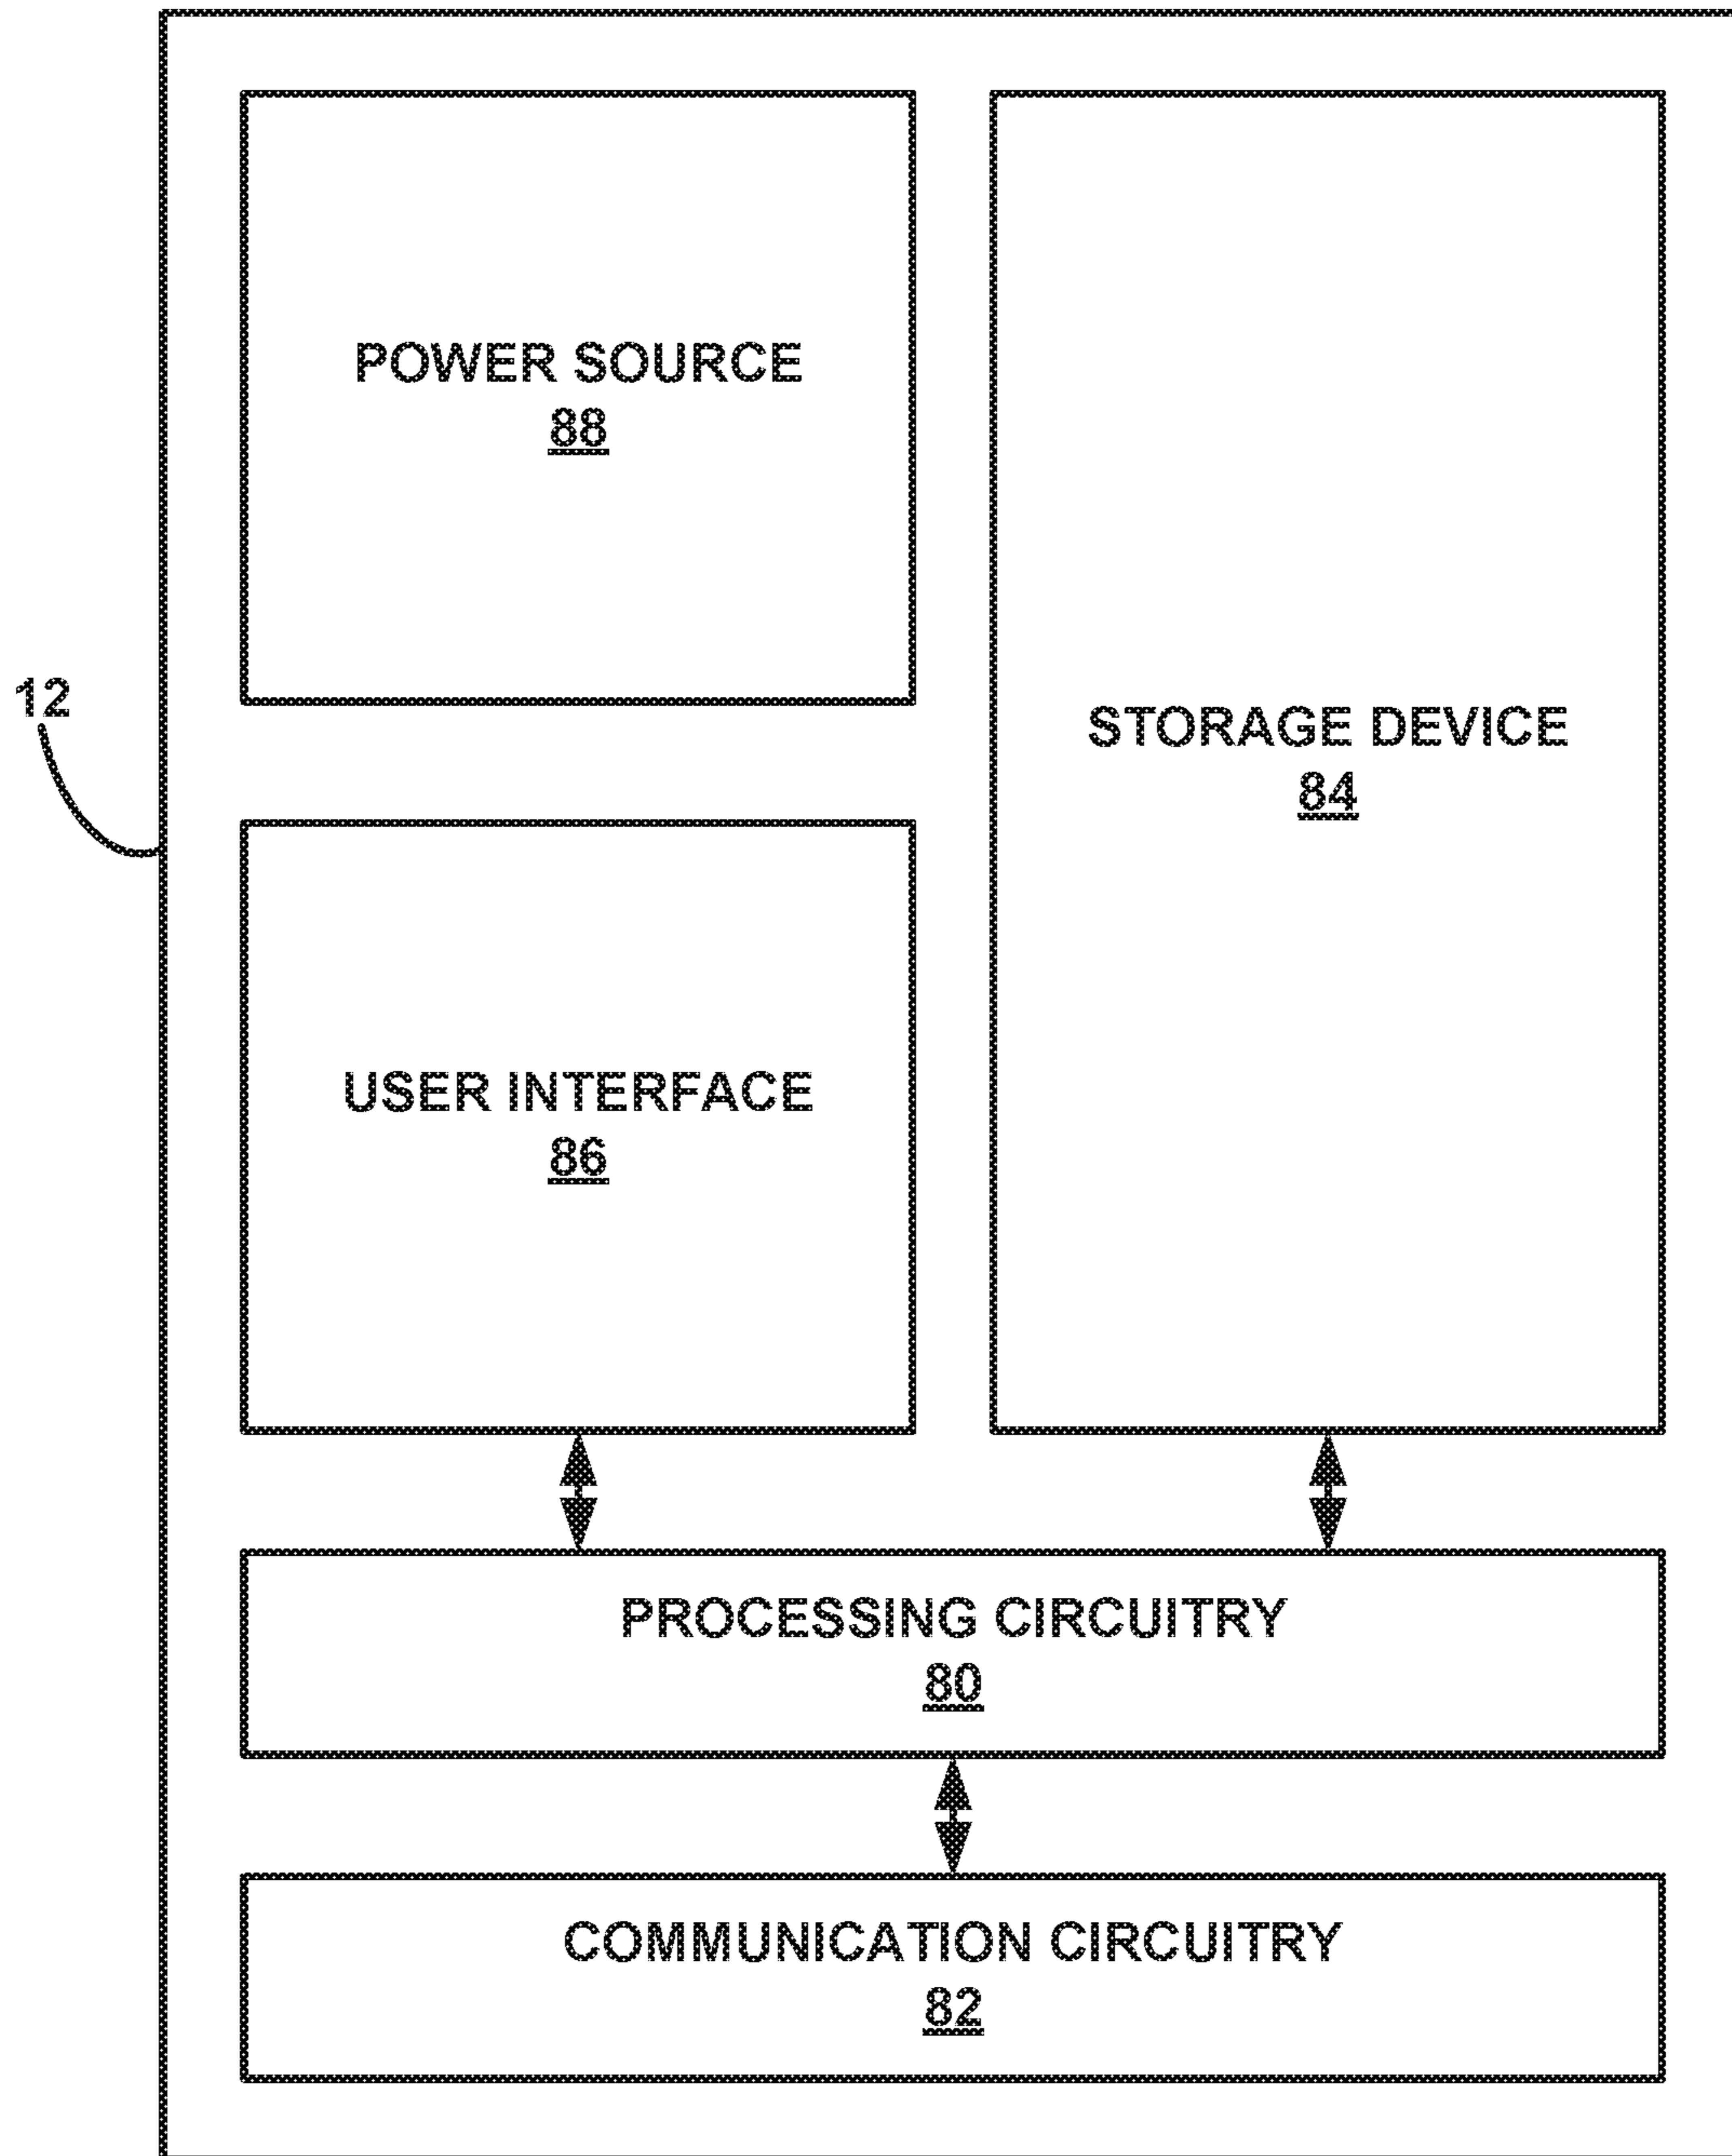 POWER SOURCE
88
STORAGE DEVICE
84
12
USER INTERFACE
86
PROCESSING CIRCUITRY
80
COMMUNICATION CIRCUITRY
82